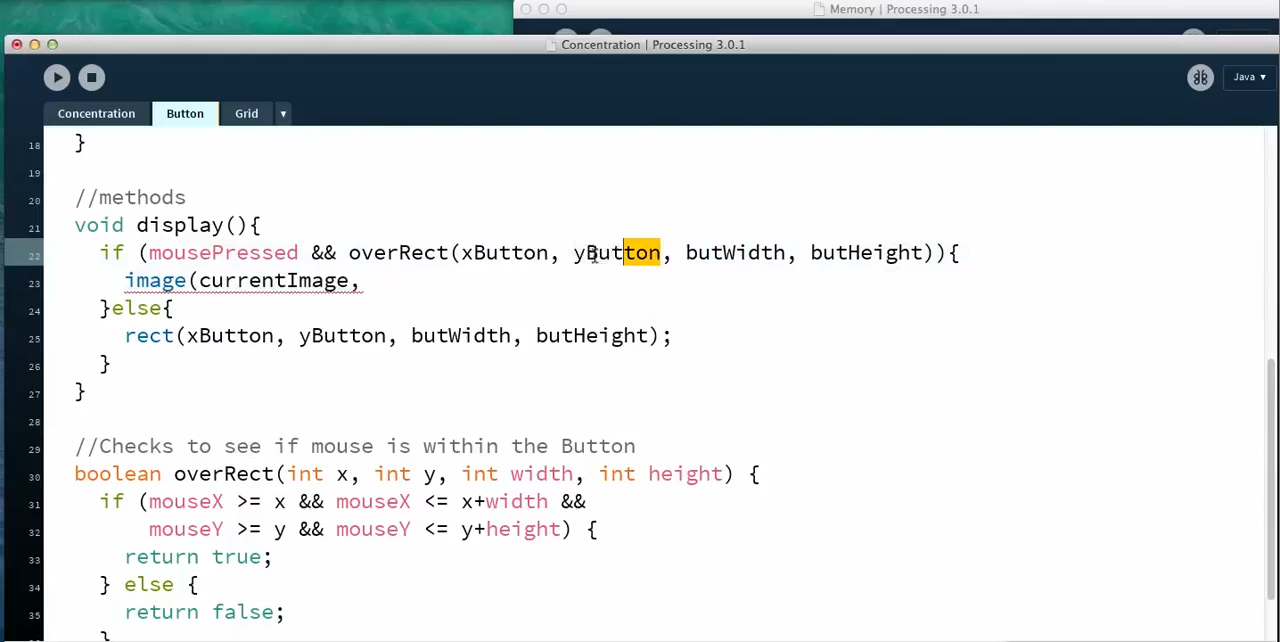 Memory | Processing 3.0.1
Concentration | Processing 3.0.1
Java ▾
Concentration Button Grid ▾
18 }
19
20 //methods
21 void display(){
22 if (mousePressed && overRect(xButton, yButton, butWidth, butHeight)){
23 image(currentImage,
24 }else{
25 rect(xButton, yButton, butWidth, butHeight);
26 }
27 }
28
29 //Checks to see if mouse is within the Button
30 boolean overRect(int x, int y, int width, int height) {
31 if (mouseX >= x && mouseX <= x+width &&
32 mouseY >= y && mouseY <= y+height) {
33 return true;
34 } else {
35 return false;
}